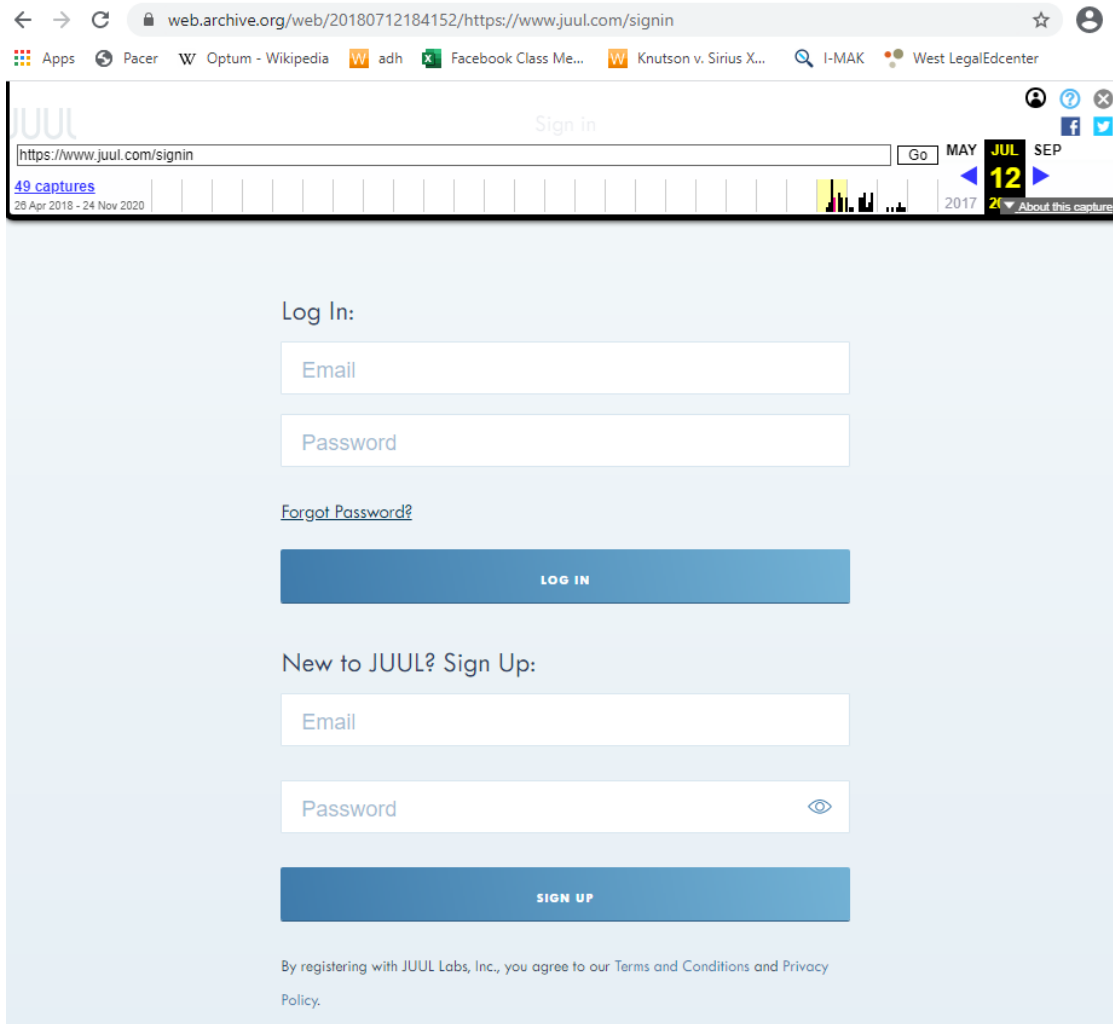 web.archive.org/web/20180712184152/https://www.juul.com/signin
Apps Pacer W Optum - Wikipedia W adh Facebook Class Me... W Knutson v. Sirius X... I-MAK West LegalEdcenter
JUUL Sign in
https://www.juul.com/signin Go MAY JUL SEP
49 captures 12
26 Apr 2018 - 24 Nov 2020 2017 About this capture
Log In:
Email
Password
Forgot Password?
LOG IN
New to JUUL? Sign Up:
Email
Password
SIGN UP
By registering with JUUL Labs, Inc., you agree to our Terms and Conditions and Privacy
Policy.